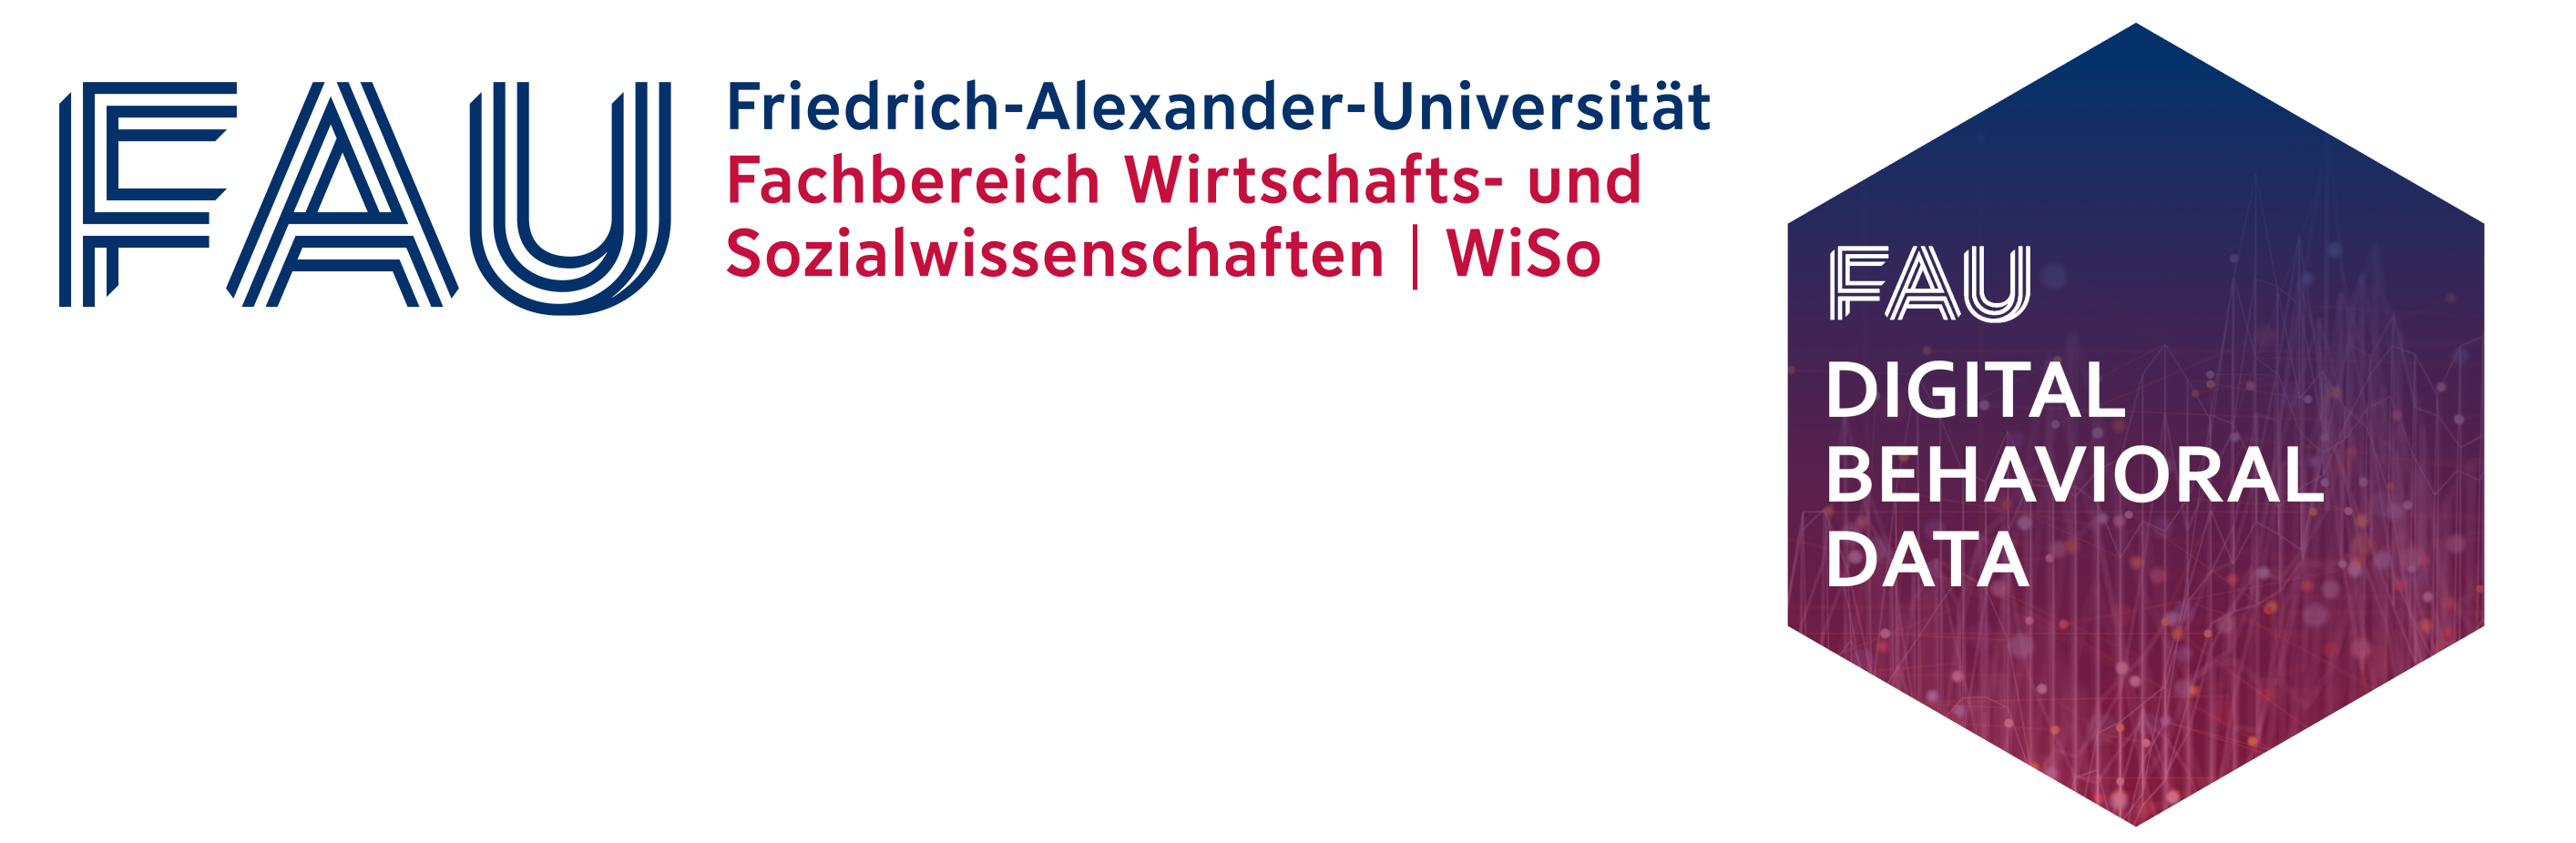 FAU
Friedrich-Alexander-Universität
Fachbereich Wirtschafts- und
Sozialwissenschaften | WiSo
FAU
DIGITAL
BEHAVIORAL
DATA